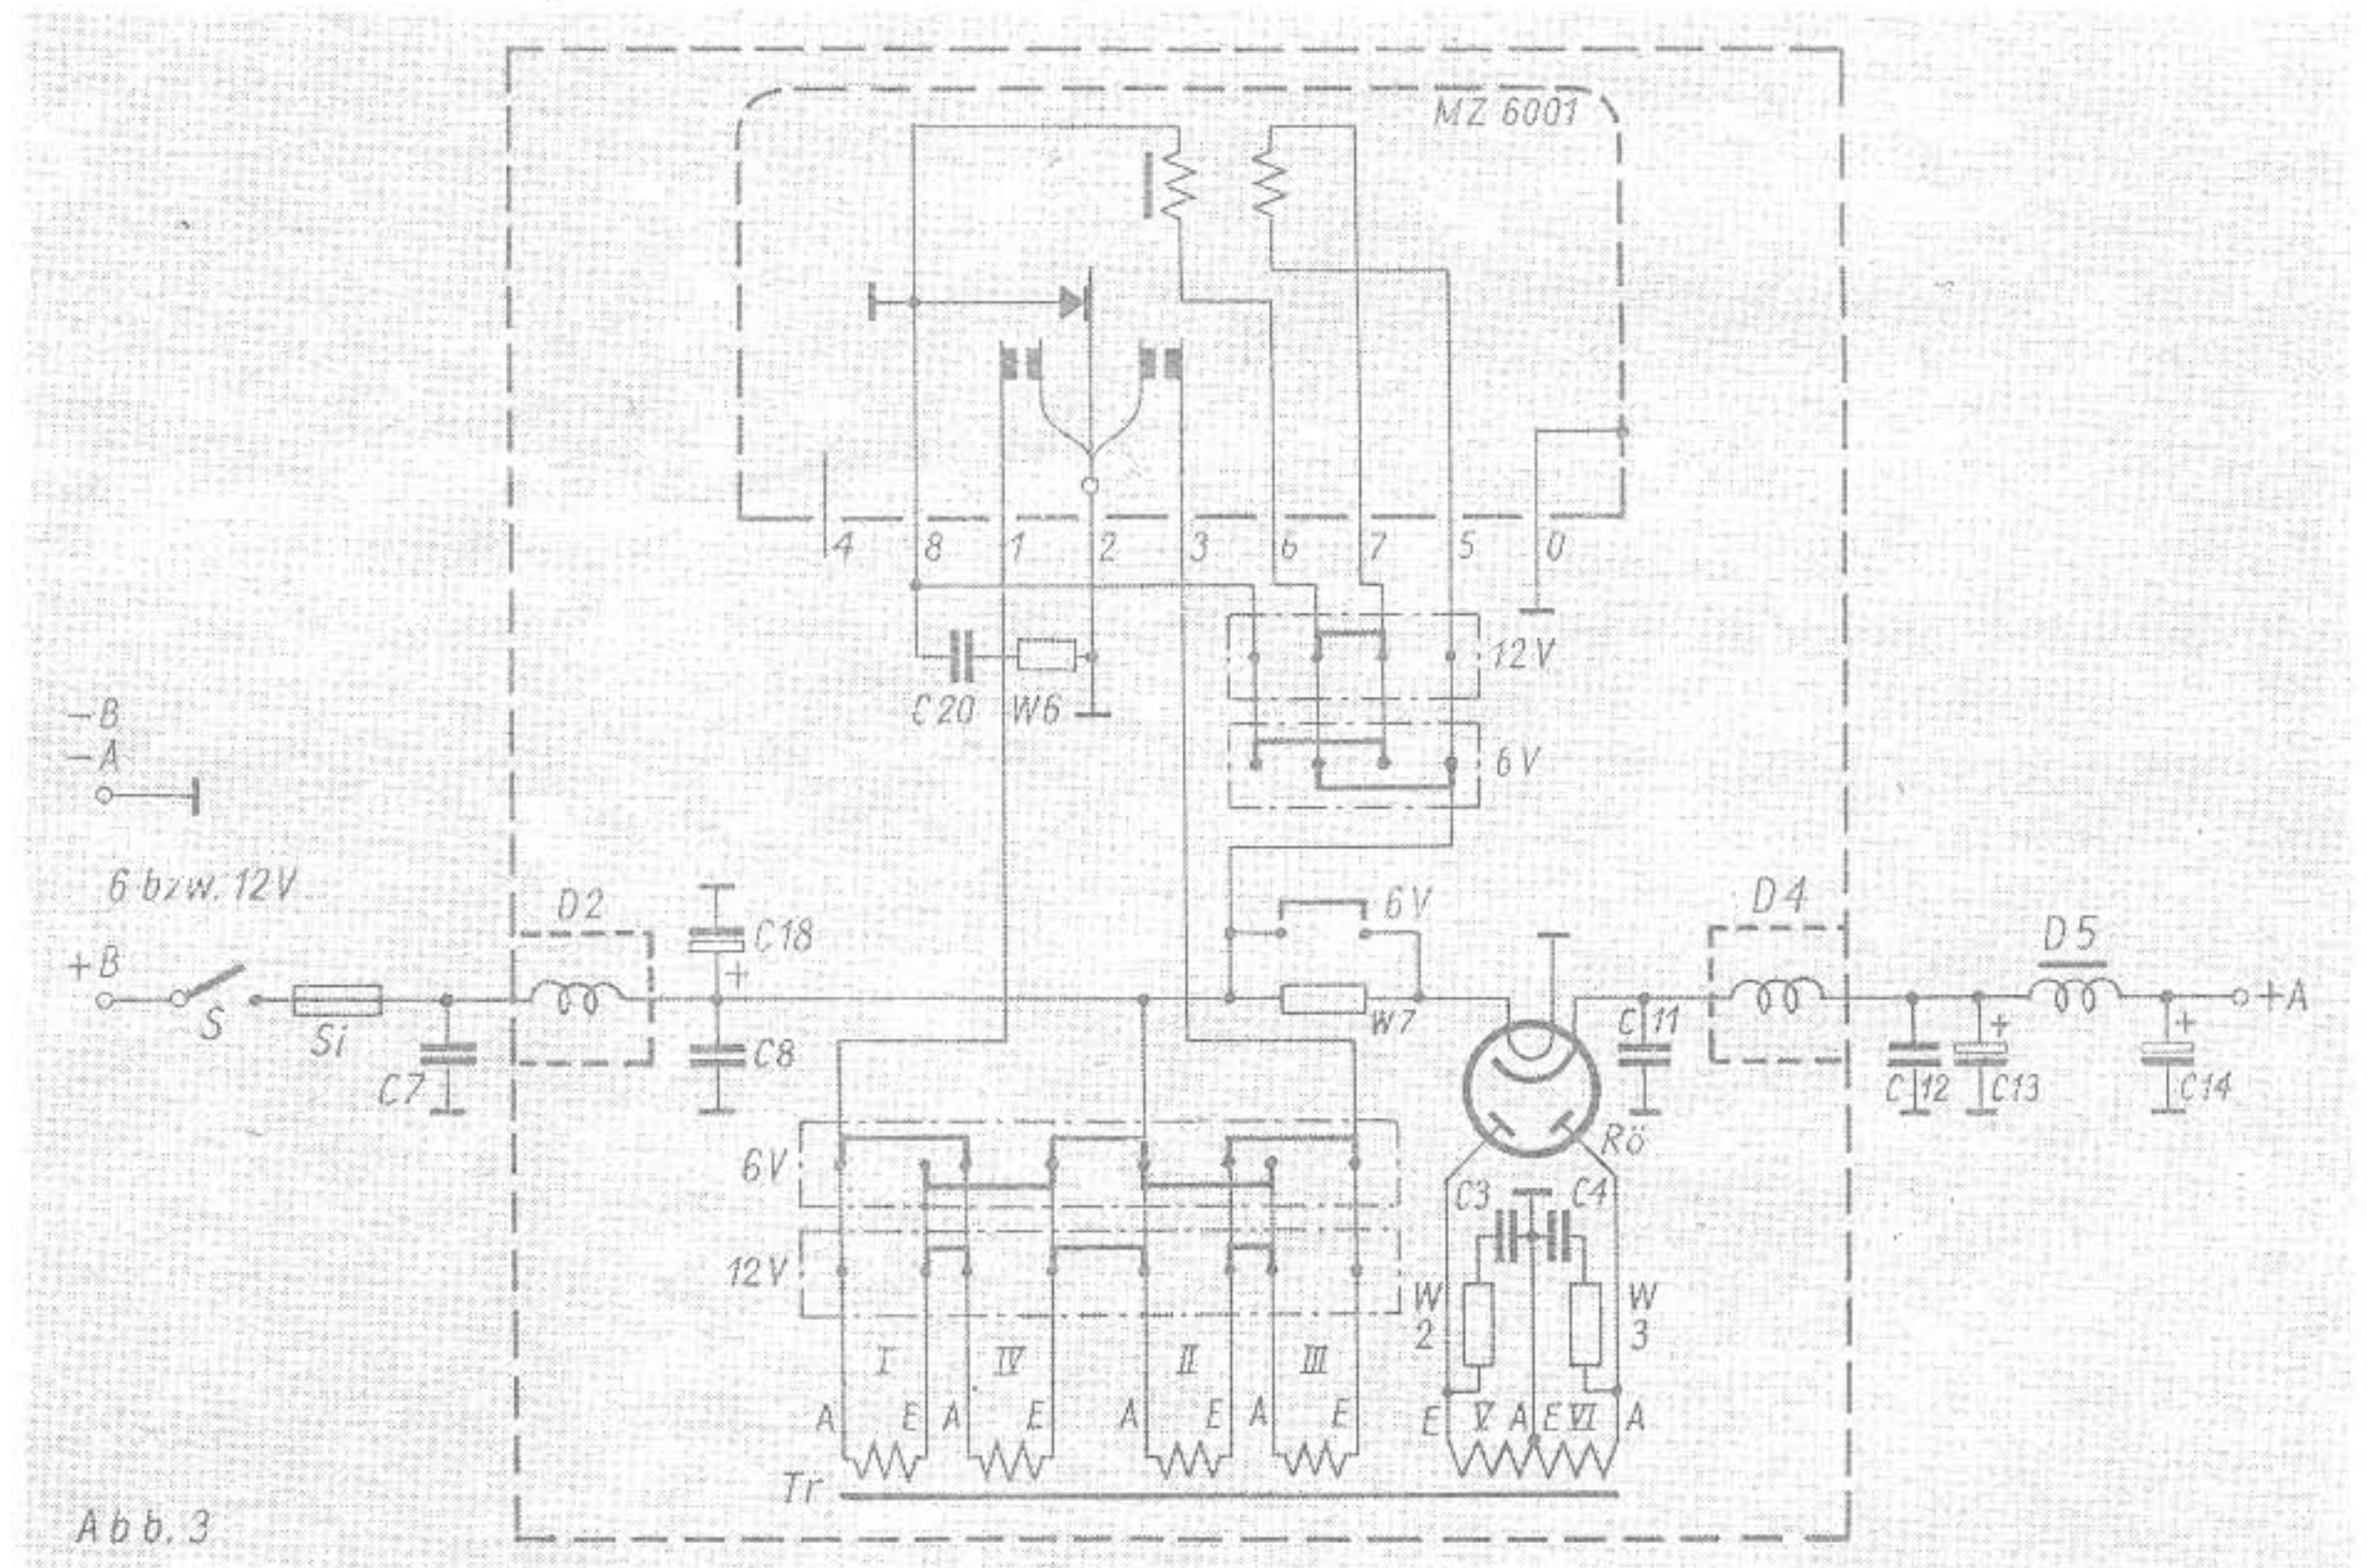 MZ 6001
4 8 1 2 3 6 7 5 0
12V
C20 W6
6V
−B
−A
6 bzw. 12V
+B
S
Si
C7
D2
C18
+
C8
6V
W7
D4
C11
D5
+A
C12
+
C13
+
C14
Rö
6V
12V
C3 C4
W
2
W
3
I IV II III
A E A E A E A E
E V A E VI A
Tr
Abb. 3